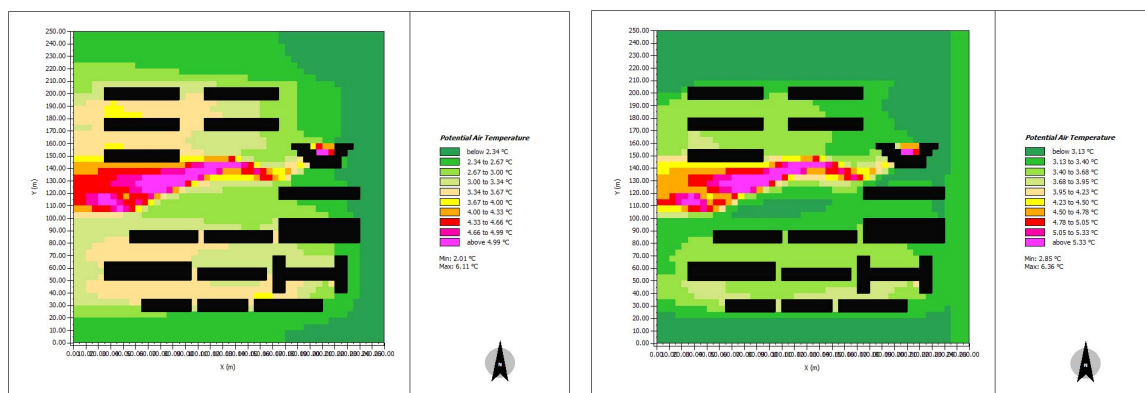 250.00
240.00
230.00
220.00
210.00
200.00
190.00
180.00
170.00
160.00
150.00
140.00
130.00
120.00
110.00
100.00
90.00
80.00
70.00
60.00
50.00
40.00
30.00
20.00
10.00
0.00
Y (m)
X (m)
Potential Air Temperature
below 2.34 °C
2.34 to 2.67 °C
2.67 to 3.00 °C
3.00 to 3.34 °C
3.34 to 3.67 °C
3.67 to 4.00 °C
4.00 to 4.33 °C
4.33 to 4.66 °C
4.66 to 4.99 °C
above 4.99 °C
Min: 2.01 °C
Max: 6.11 °C
N
250.00
240.00
230.00
220.00
210.00
200.00
190.00
180.00
170.00
160.00
150.00
140.00
130.00
120.00
110.00
100.00
90.00
80.00
70.00
60.00
50.00
40.00
30.00
20.00
10.00
0.00
Y (m)
X (m)
Potential Air Temperature
below 3.13 °C
3.13 to 3.40 °C
3.40 to 3.68 °C
3.68 to 3.95 °C
3.95 to 4.23 °C
4.23 to 4.50 °C
4.50 to 4.78 °C
4.78 to 5.05 °C
5.05 to 5.33 °C
above 5.33 °C
Min: 2.85 °C
Max: 6.36 °C
N